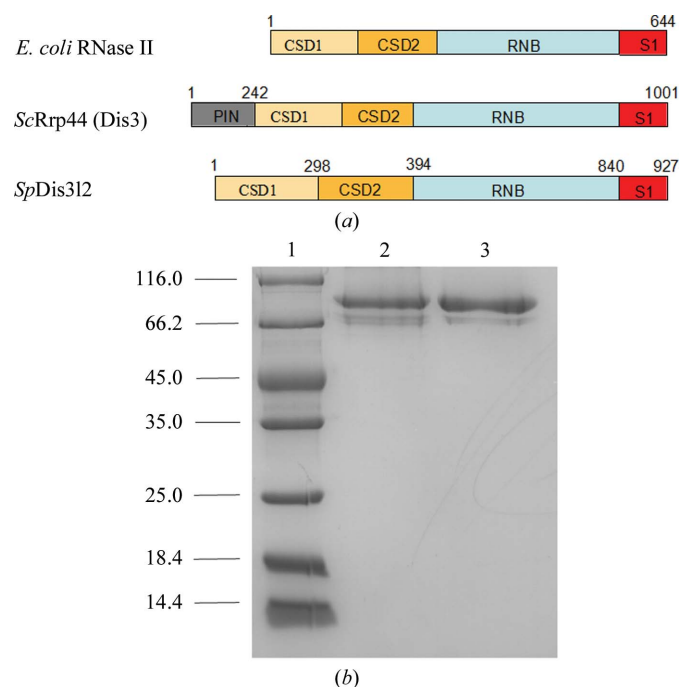 1 644
E. coli RNase II CSD1 CSD2 RNB S1
1 242 1001
ScRrp44 (Dis3) PIN CSD1 CSD2 RNB S1
1 298 394 840 927
SpDis3l2 CSD1 CSD2 RNB S1
(a)
1 2 3
116.0
66.2
45.0
35.0
25.0
18.4
14.4
(b)